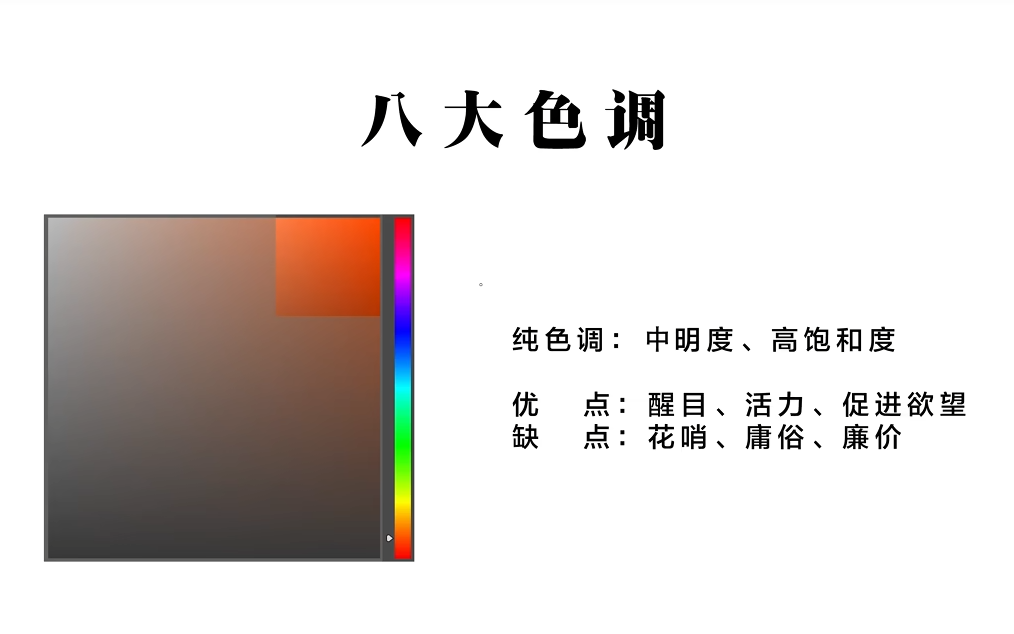 八大色调
纯色调：中明度、高饱和度
优 点：醒目、活力、促进欲望
缺 点：花哨、庸俗、廉价